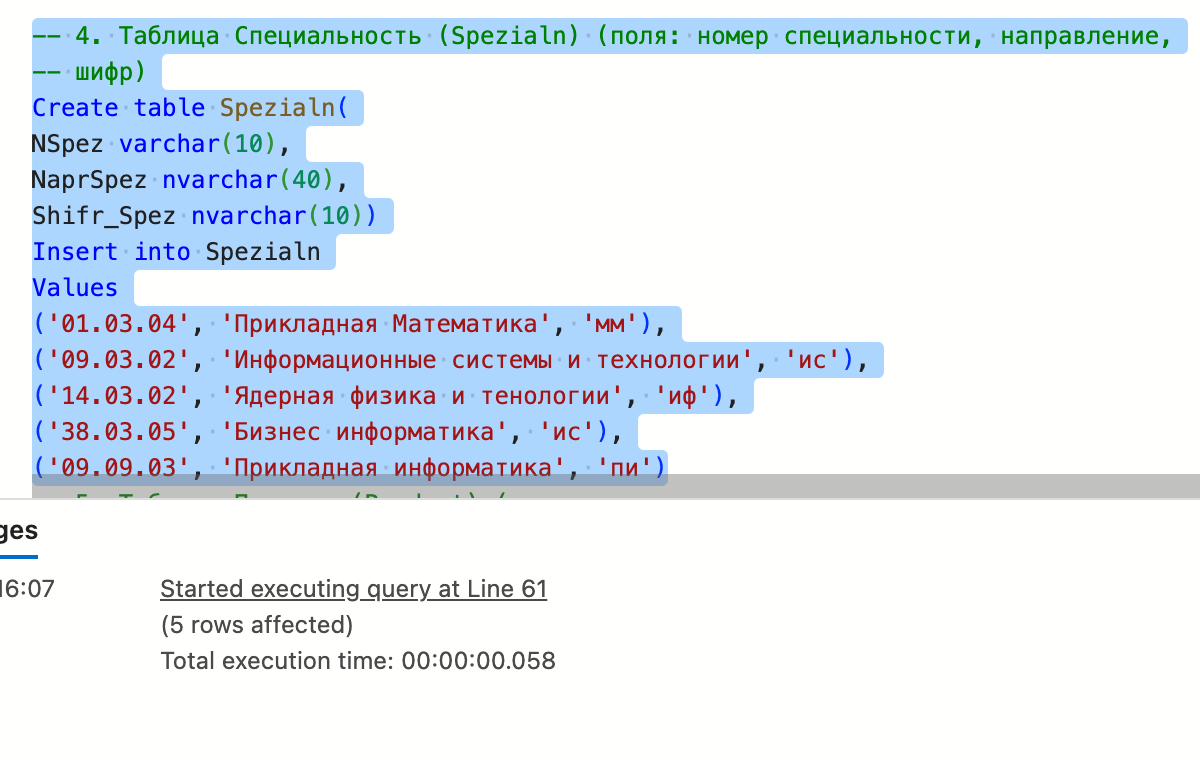 -- 4. Таблица Специальность (Spezialn) (поля: номер специальности, направление,
-- шифр)
Create table Spezialn(
NSpez varchar(10),
NaprSpez nvarchar(40),
Shifr_Spez nvarchar(10))
Insert into Spezialn
Values
('01.03.04', 'Прикладная Математика', 'мм'),
('09.03.02', 'Информационные системы и технологии', 'ис'),
('14.03.02', 'Ядерная физика и тенологии', 'иф'),
('38.03.05', 'Бизнес информатика', 'ис'),
('09.09.03', 'Прикладная информатика', 'пи')
ges
16:07
Started executing query at Line 61
(5 rows affected)
Total execution time: 00:00:00.058